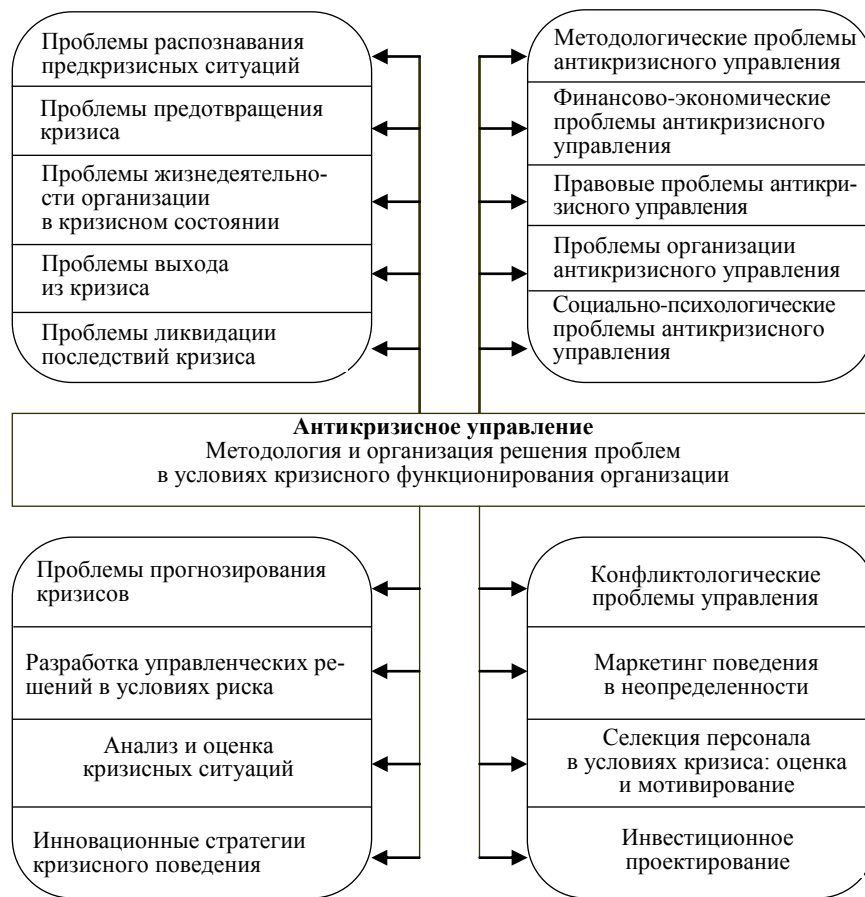 Проблемы распознавания
предкризисных ситуаций
Проблемы предотвращения
кризиса
Проблемы жизнедеятельно-
сти организации
в кризисном состоянии
Проблемы выхода
из кризиса
Проблемы ликвидации
последствий кризиса
Методологические проблемы
антикризисного управления
Финансово-экономические
проблемы антикризисного
управления
Правовые проблемы антикри-
зисного управления
Проблемы организации
антикризисного управления
Социально-психологические
проблемы антикризисного
управления
Антикризисное управление
Методология и организация решения проблем
в условиях кризисного функционирования организации
Проблемы прогнозирования
кризисов
Разработка управленческих ре-
шений в условиях риска
Анализ и оценка
кризисных ситуаций
Инновационные стратегии
кризисного поведения
Конфликтологические
проблемы управления
Маркетинг поведения
в неопределенности
Селекция персонала
в условиях кризиса: оценка
и мотивирование
Инвестиционное
проектирование